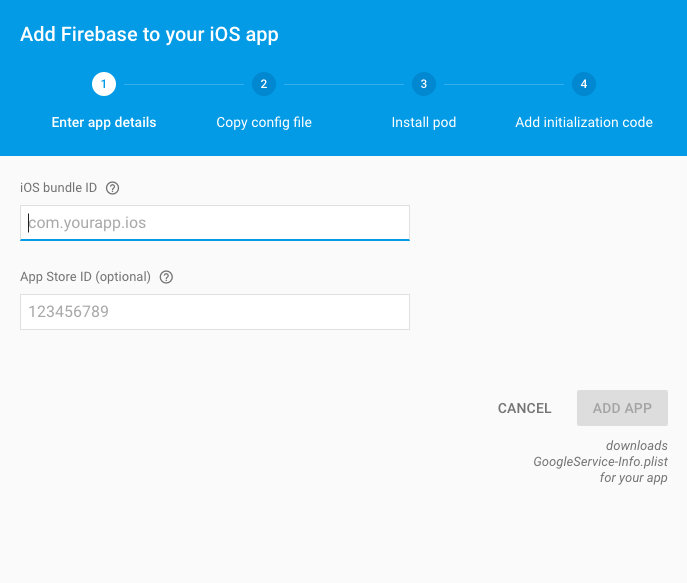 Add Firebase to your iOS app
1 2 3 4
Enter app details Copy config file Install pod Add initialization code
iOS bundle ID ?
com.yourapp.ios
App Store ID (optional) ?
123456789
CANCEL ADD APP
downloads
GoogleService-Info.plist
for your app